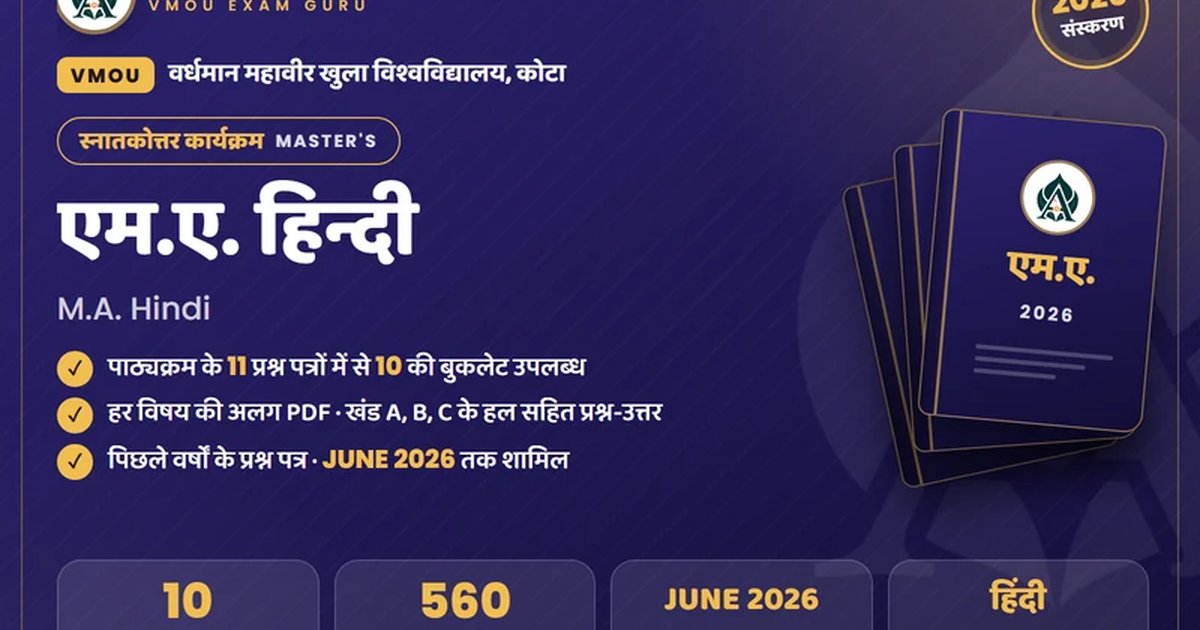 VMOU EXAM GURU
2026
संस्करण
VMOU वर्धमान महावीर खुला विश्वविद्यालय, कोटा
स्नातकोत्तर कार्यक्रम MASTER'S
एम.ए. हिन्दी
M.A. Hindi
पाठ्यक्रम के 11 प्रश्न पत्रों में से 10 की बुकलेट उपलब्ध
हर विषय की अलग PDF · खंड A, B, C के हल सहित प्रश्न-उत्तर
पिछले वर्षों के प्रश्न पत्र · JUNE 2026 तक शामिल
एम.ए.
2026
10
560
JUNE 2026
हिंदी